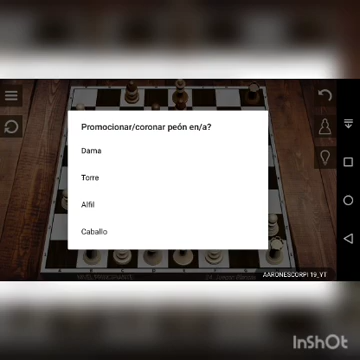 Promocionar/coronar peón en/a?
Dama
Torre
Alfil
Caballo
AARONESCORPI 19_YT
InShOt